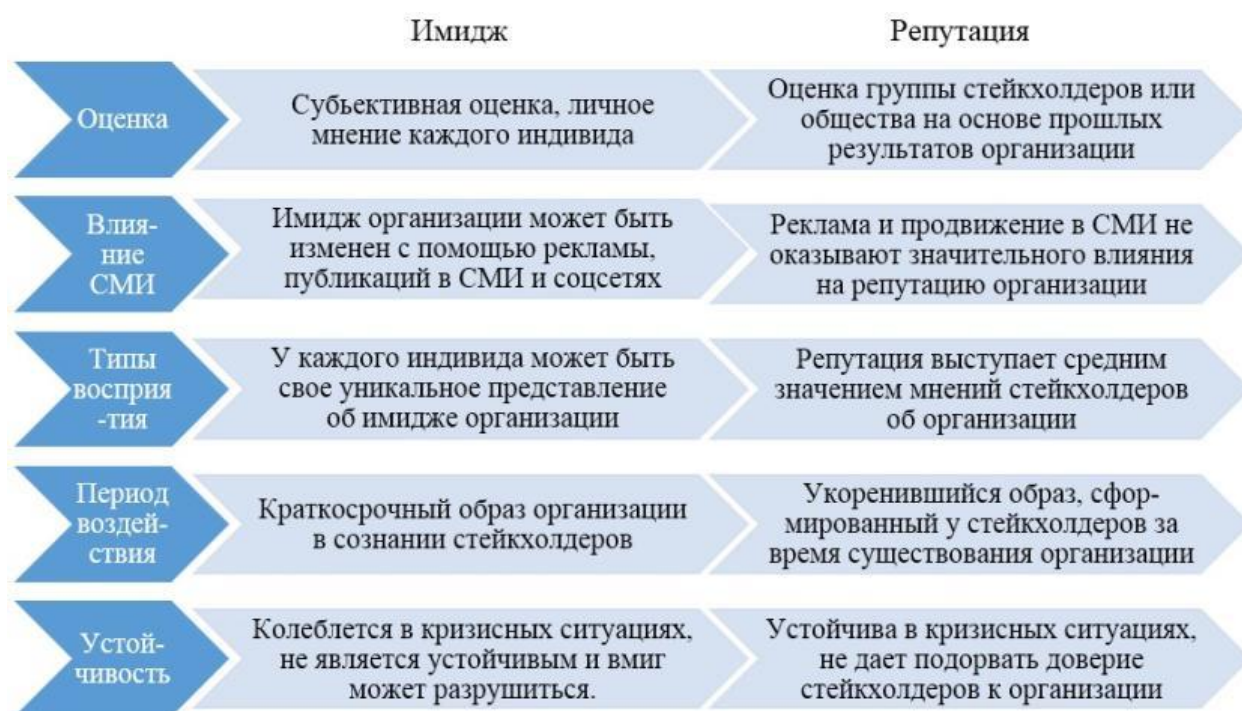 Имидж
Репутация
Оценка
Субьективная оценка, личное
мнение каждого индивида
Оценка группы стейкхолдеров или
общества на основе прошлых
результатов организации
Влия-
ние
СМИ
Имидж организации может быть
изменен с помощью рекламы,
публикаций в СМИ и соцсетях
Реклама и продвижение в СМИ не
оказывают значительного влияния
на репутацию организации
Типы
восприя
-тия
У каждого индивида может быть
свое уникальное представление
об имидже организации
Репутация выступает средним
значением мнений стейкхолдеров
об организации
Период
воздей-
ствия
Краткосрочный образ организации
в сознании стейкхолдеров
Укоренившийся образ, сфор-
мированный у стейкхолдеров за
время существования организации
Устой-
чивость
Колеблется в кризисных ситуациях,
не является устойчивым и вмиг
может разрушиться.
Устойчива в кризисных ситуациях,
не дает подорвать доверие
стейкхолдеров к организации